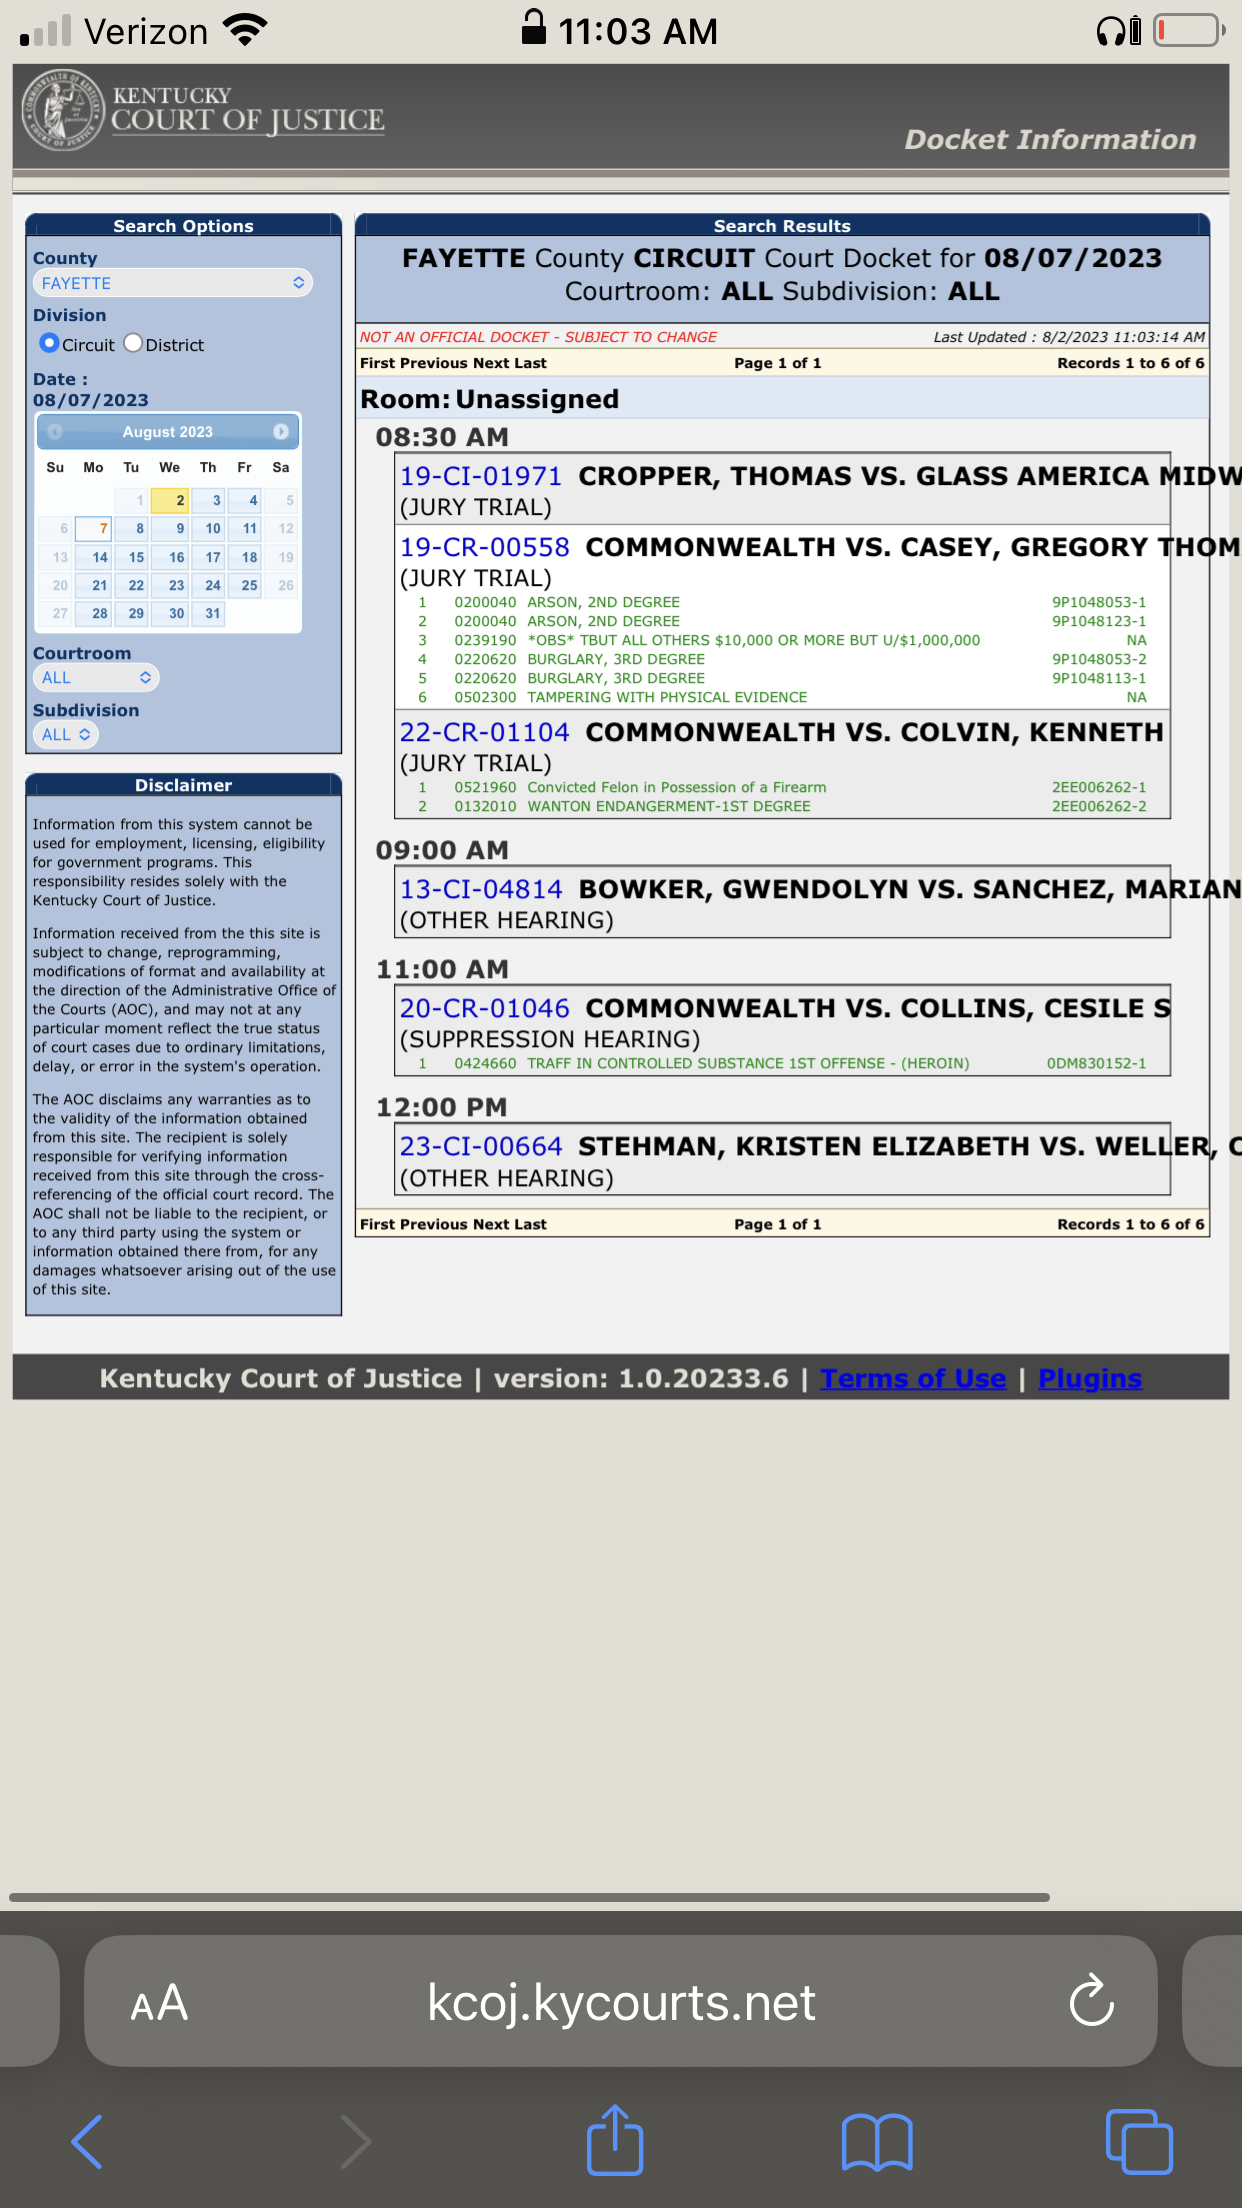 Verizon 11:03 AM
KENTUCKY
COURT OF JUSTICE
Docket Information
Search Options
County
FAYETTE
Division
Circuit District
Date :
08/07/2023
August 2023
Su Mo Tu We Th Fr Sa
1 2 3 4 5
6 7 8 9 10 11 12
13 14 15 16 17 18 19
20 21 22 23 24 25 26
27 28 29 30 31
Courtroom
ALL
Subdivision
ALL
Disclaimer
Information from this system cannot be
used for employment, licensing, eligibility
for government programs. This
responsibility resides solely with the
Kentucky Court of Justice.
Information received from the this site is
subject to change, reprogramming,
modifications of format and availability at
the direction of the Administrative Office of
the Courts (AOC), and may not at any
particular moment reflect the true status
of court cases due to ordinary limitations,
delay, or error in the system's operation.
The AOC disclaims any warranties as to
the validity of the information obtained
from this site. The recipient is solely
responsible for verifying information
received from this site through the cross-
referencing of the official court record. The
AOC shall not be liable to the recipient, or
to any third party using the system or
information obtained there from, for any
damages whatsoever arising out of the use
of this site.
Search Results
FAYETTE County CIRCUIT Court Docket for 08/07/2023
Courtroom: ALL Subdivision: ALL
NOT AN OFFICIAL DOCKET - SUBJECT TO CHANGE Last Updated : 8/2/2023 11:03:14 AM
First Previous Next Last Page 1 of 1 Records 1 to 6 of 6
Room: Unassigned
08:30 AM
19-CI-01971 CROPPER, THOMAS VS. GLASS AMERICA MIDW
(JURY TRIAL)
19-CR-00558 COMMONWEALTH VS. CASEY, GREGORY THOM
(JURY TRIAL)
1 0200040 ARSON, 2ND DEGREE 9P1048053-1
2 0200040 ARSON, 2ND DEGREE 9P1048123-1
3 0239190 *OBS* TBUT ALL OTHERS $10,000 OR MORE BUT U/$1,000,000 NA
4 0220620 BURGLARY, 3RD DEGREE 9P1048053-2
5 0220620 BURGLARY, 3RD DEGREE 9P1048113-1
6 0502300 TAMPERING WITH PHYSICAL EVIDENCE NA
22-CR-01104 COMMONWEALTH VS. COLVIN, KENNETH
(JURY TRIAL)
1 0521960 Convicted Felon in Possession of a Firearm 2EE006262-1
2 0132010 WANTON ENDANGERMENT-1ST DEGREE 2EE006262-2
09:00 AM
13-CI-04814 BOWKER, GWENDOLYN VS. SANCHEZ, MARIAN
(OTHER HEARING)
11:00 AM
20-CR-01046 COMMONWEALTH VS. COLLINS, CESILE S
(SUPPRESSION HEARING)
1 0424660 TRAFF IN CONTROLLED SUBSTANCE 1ST OFFENSE - (HEROIN) 0DM830152-1
12:00 PM
23-CI-00664 STEHMAN, KRISTEN ELIZABETH VS. WELLER,
(OTHER HEARING)
First Previous Next Last Page 1 of 1 Records 1 to 6 of 6
Kentucky Court of Justice | version: 1.0.20233.6 | Terms of Use | Plugins
AA kcoj.kycourts.net